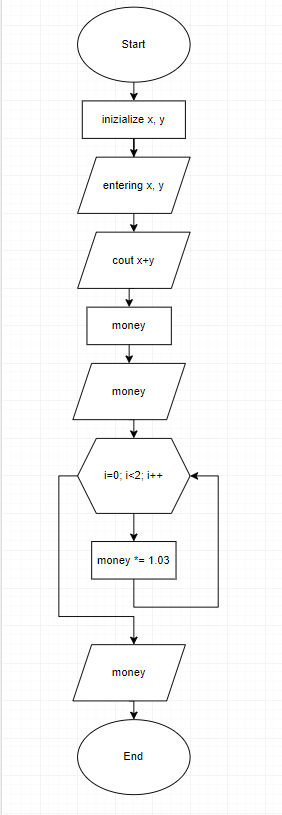 Start
inizialize x, y
entering x, y
cout x+y
money
money
i=0; i<2; i++
money *= 1.03
money
End